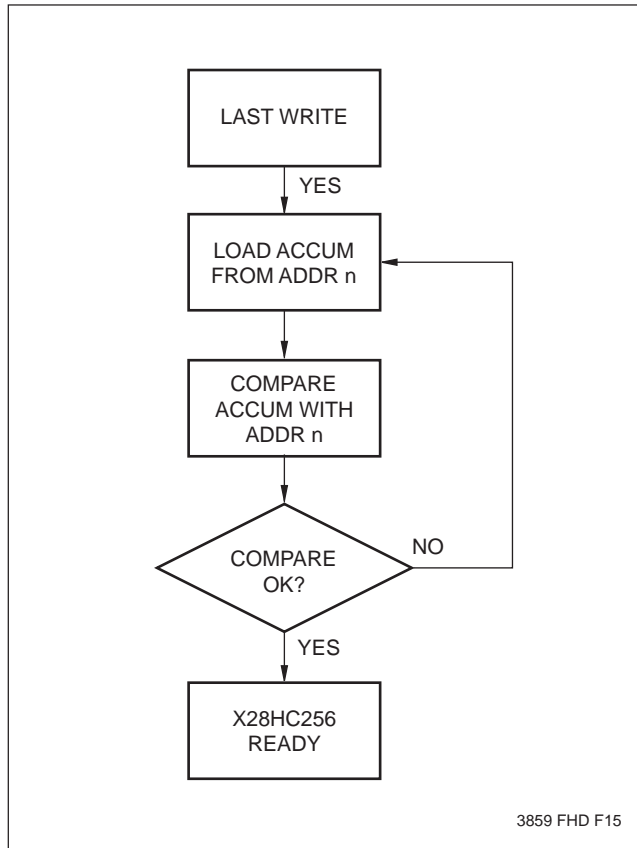 LAST WRITE
YES
LOAD ACCUM
FROM ADDR n
COMPARE
ACCUM WITH
ADDR n
COMPARE
OK?
NO
YES
X28HC256
READY
3859 FHD F15